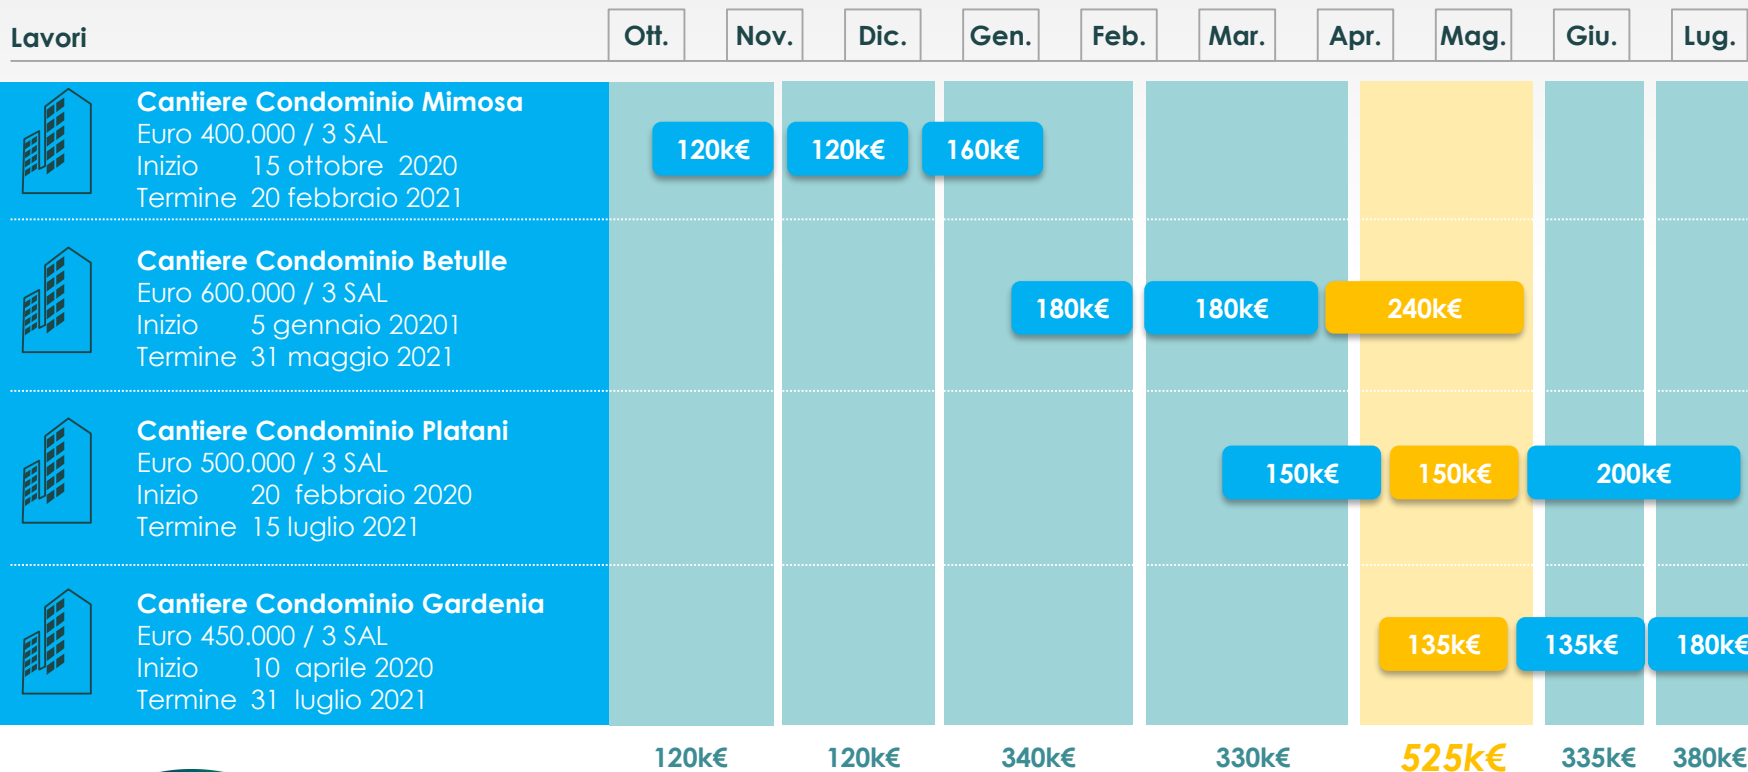 Lavori Ott. Nov. Dic. Gen. Feb. Mar. Apr. Mag. Giu. Lug.
Cantiere Condominio Mimosa
Euro 400.000 / 3 SAL
Inizio 15 ottobre 2020
Termine 20 febbraio 2021
120k€ 120k€ 160k€
Cantiere Condominio Betulle
Euro 600.000 / 3 SAL
Inizio 5 gennaio 20201
Termine 31 maggio 2021
180k€ 180k€ 240k€
Cantiere Condominio Platani
Euro 500.000 / 3 SAL
Inizio 20 febbraio 2020
Termine 15 luglio 2021
150k€ 150k€ 200k€
Cantiere Condominio Gardenia
Euro 450.000 / 3 SAL
Inizio 10 aprile 2020
Termine 31 luglio 2021
135k€ 135k€ 180k€
120k€ 120k€ 340k€ 330k€ 525k€ 335k€ 380k€